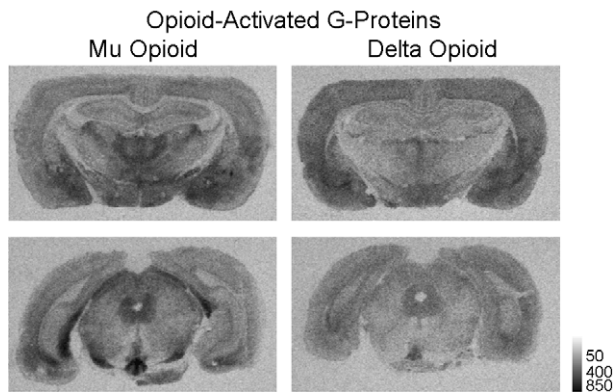 Opioid-Activated G-Proteins
Mu Opioid
Delta Opioid
50
400
850